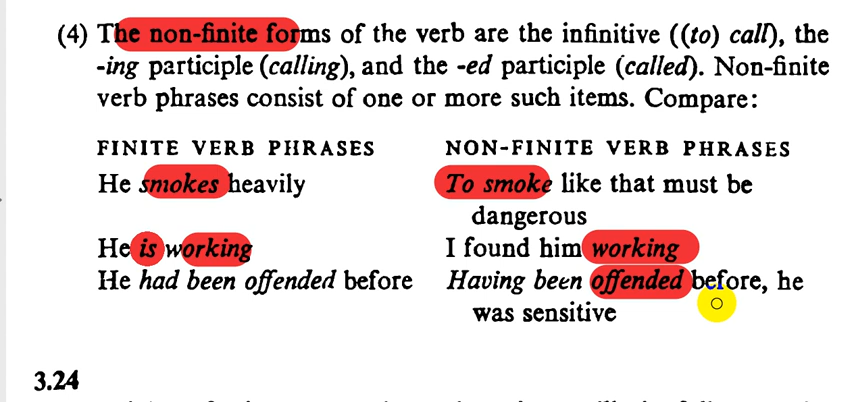 (4) The non-finite forms of the verb are the infinitive ((to) call), the
-ing participle (calling), and the -ed participle (called). Non-finite
verb phrases consist of one or more such items. Compare:
FINITE VERB PHRASES
He smokes heavily
He is working
He had been offended before
NON-FINITE VERB PHRASES
To smoke like that must be
dangerous
I found him working
Having been offended before, he
was sensitive
3.24